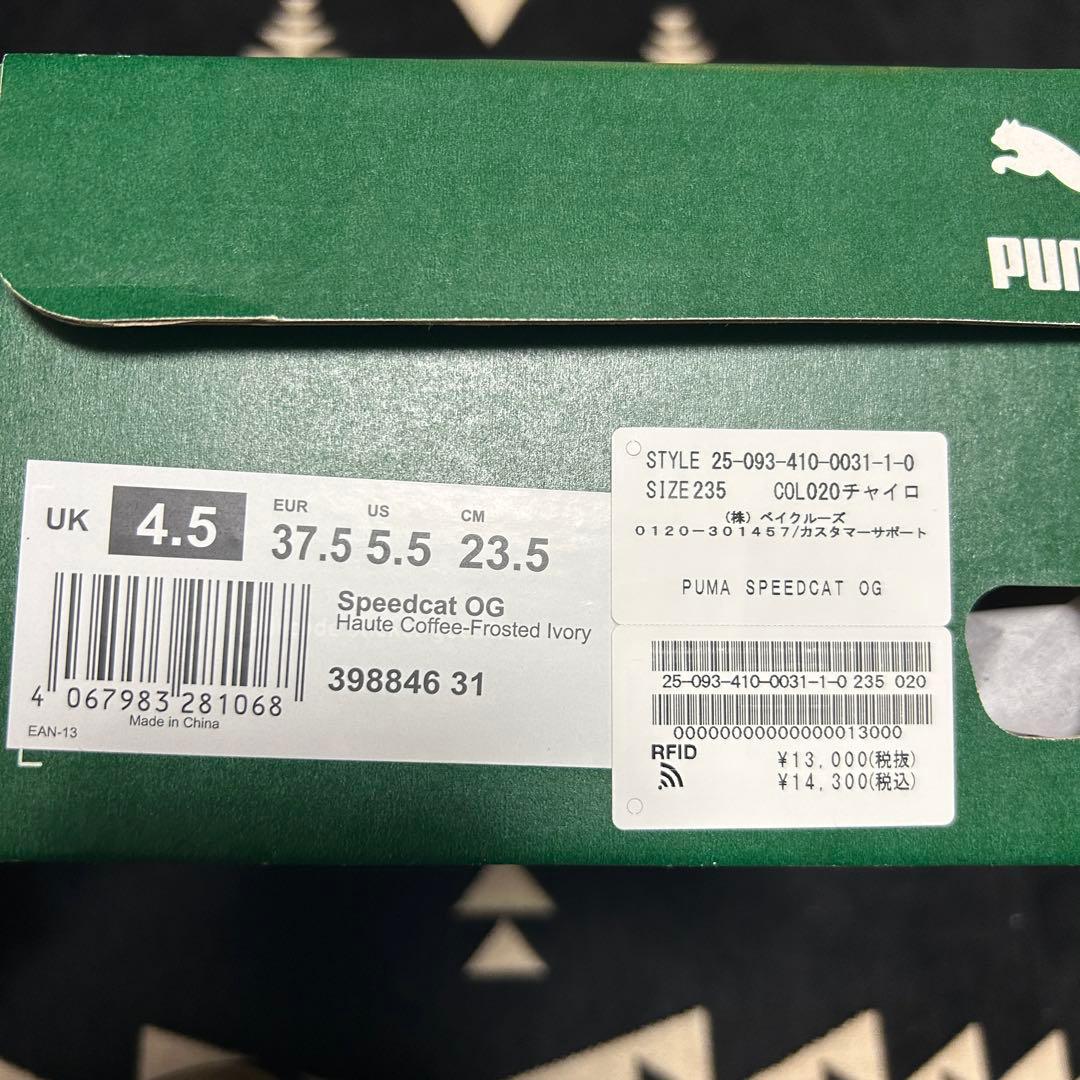 PUM
UK 4.5 EUR 37.5 US 5.5 CM 23.5
Speedcat OG
Haute Coffee-Frosted Ivory
398846 31
4 067983 281068
Made in China
EAN-13
STYLE 25-093-410-0031-1-0
SIZE235 COL020チャイロ
(株)ベイクルーズ
0120-301457/カスタマーサポート
PUMA SPEEDCAT OG
25-093-410-0031-1-0 235 020
000000000000000013000
RFID
¥13,000(税抜)
¥14,300(税込)